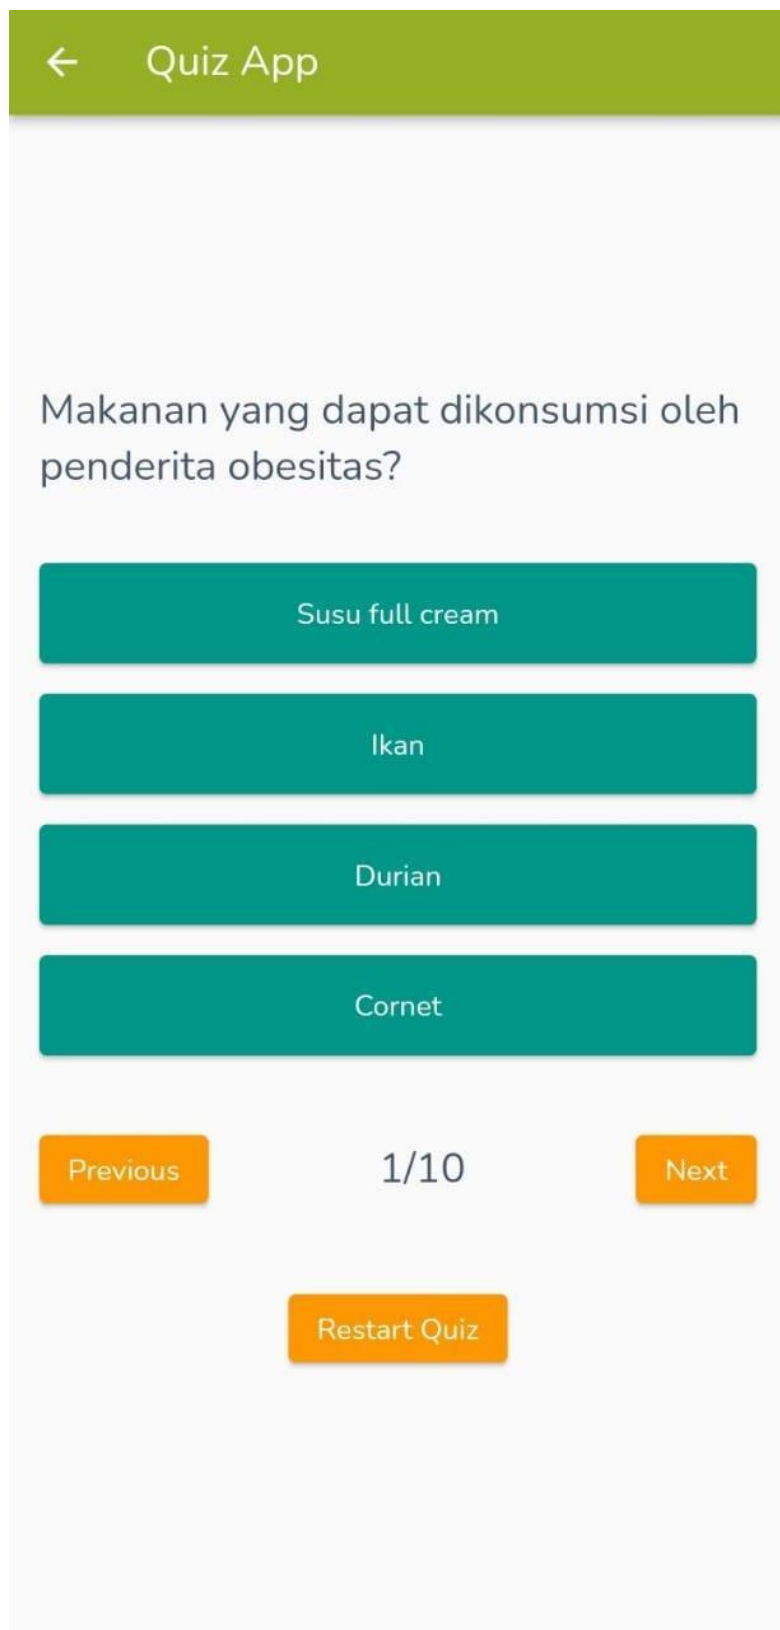 Quiz App
Makanan yang dapat dikonsumsi oleh
penderita obesitas?
Susu full cream
Ikan
Durian
Cornet
Previous
1/10
Next
Restart Quiz